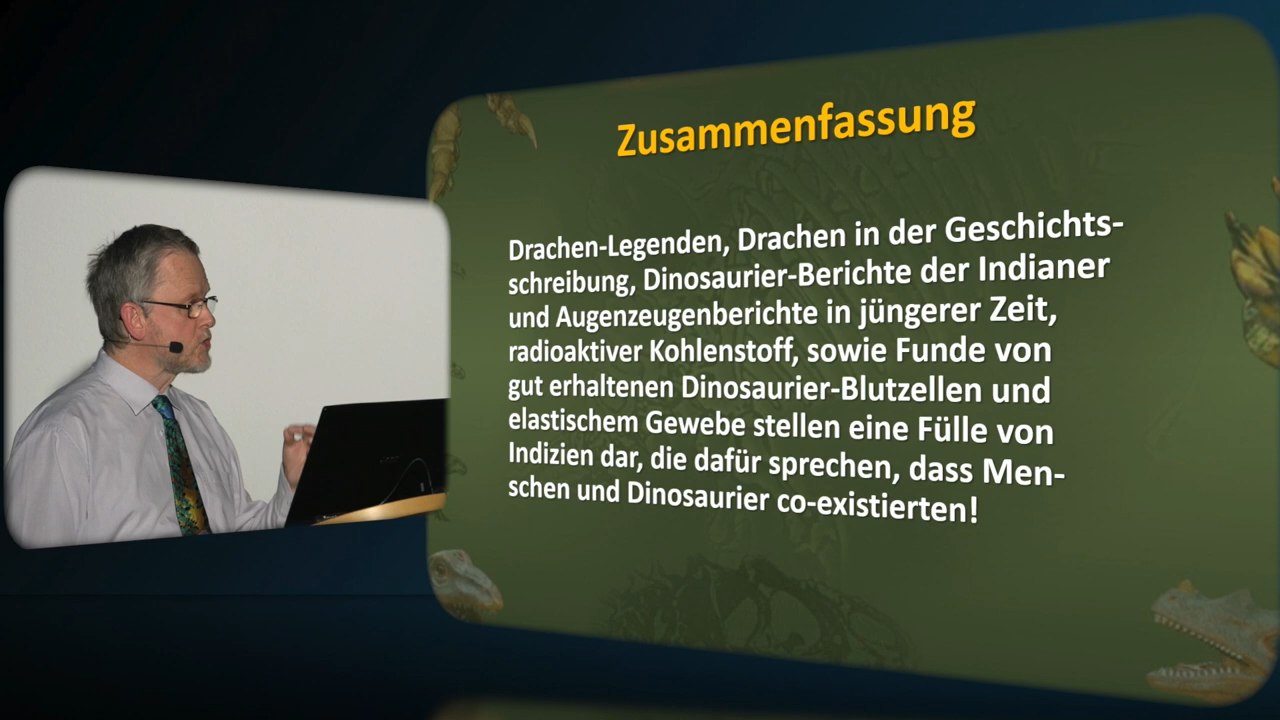 Zusammenfassung
Drachen-Legenden, Drachen in der Geschichts-
schreibung, Dinosaurier-Berichte der Indianer
und Augenzeugenberichte in jüngerer Zeit,
radioaktiver Kohlenstoff, sowie Funde von
gut erhaltenen Dinosaurier-Blutzellen und
elastischem Gewebe stellen eine Fülle von
Indizien dar, die dafür sprechen, dass Men-
schen und Dinosaurier co-existierten!